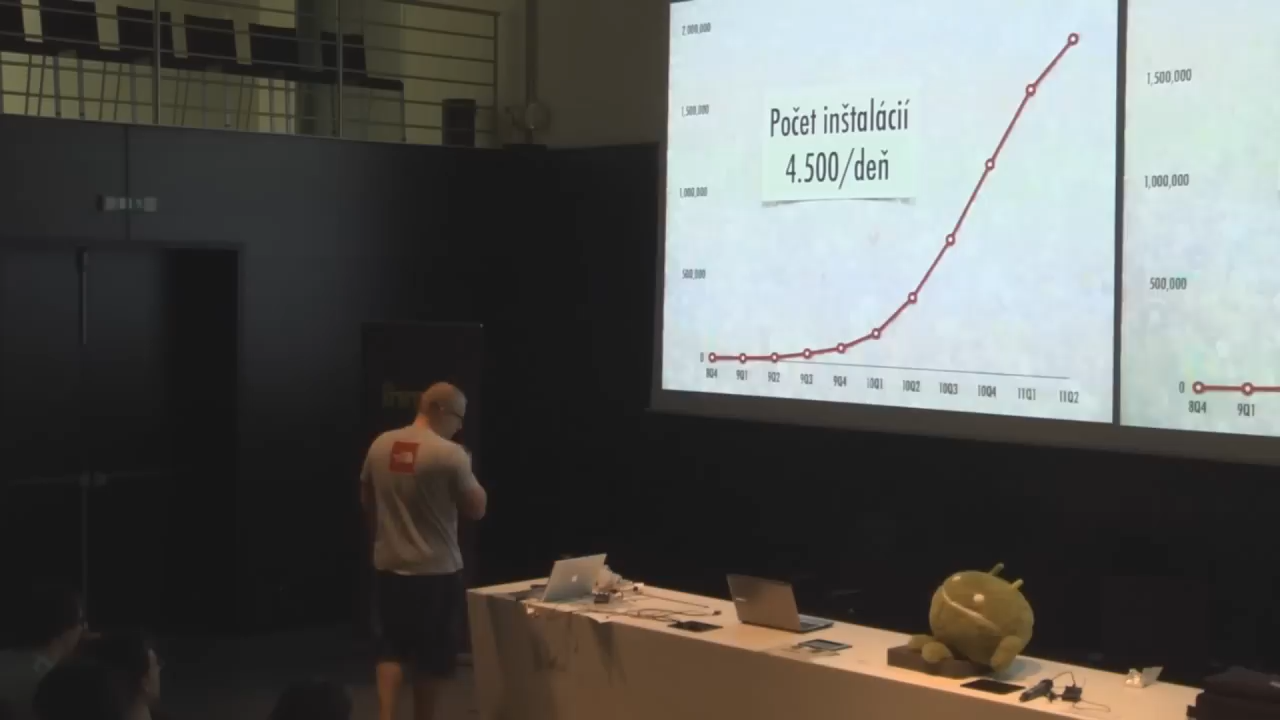 2,000,000
1,500,000
1,000,000
500,000
0
Počet inštalácií
4.500/deň
8Q4 9Q1 9Q2 9Q3 9Q4 10Q1 10Q2 10Q3 10Q4 11Q1 11Q2
1,500,000
1,000,000
500,000
0
8Q4 9Q1